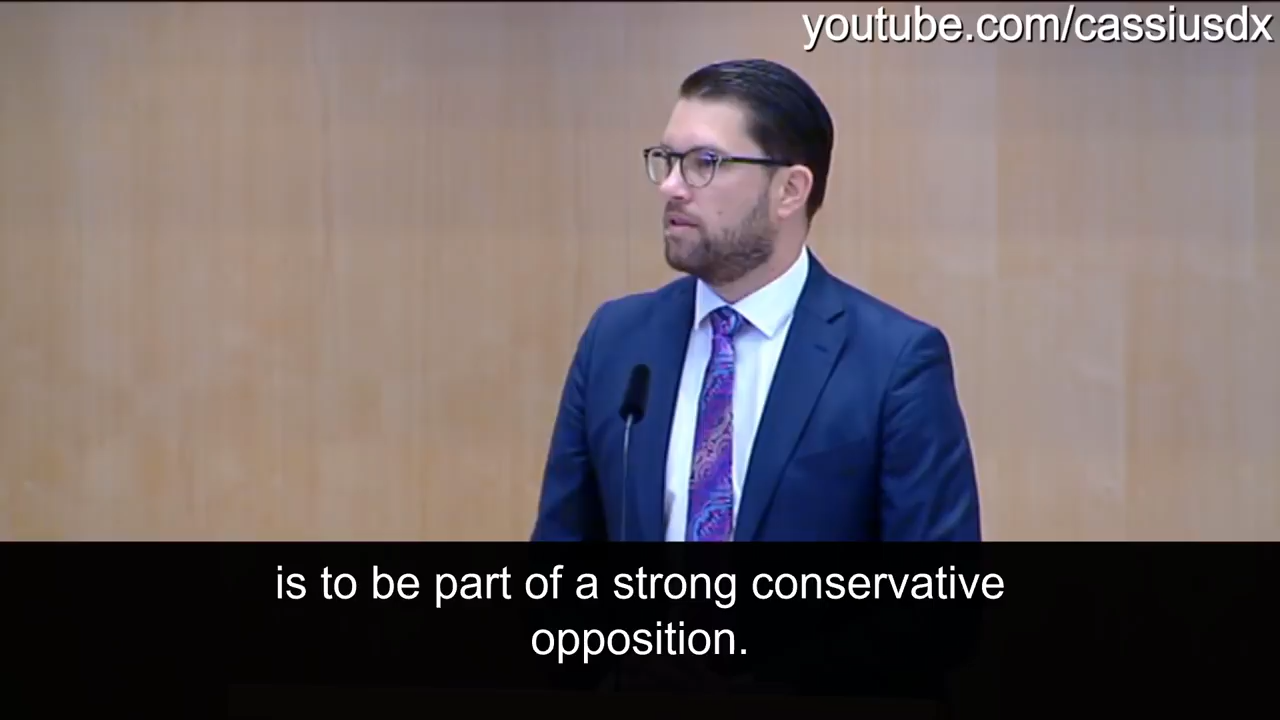 youtube.com/cassiusdx
is to be part of a strong conservative
opposition.